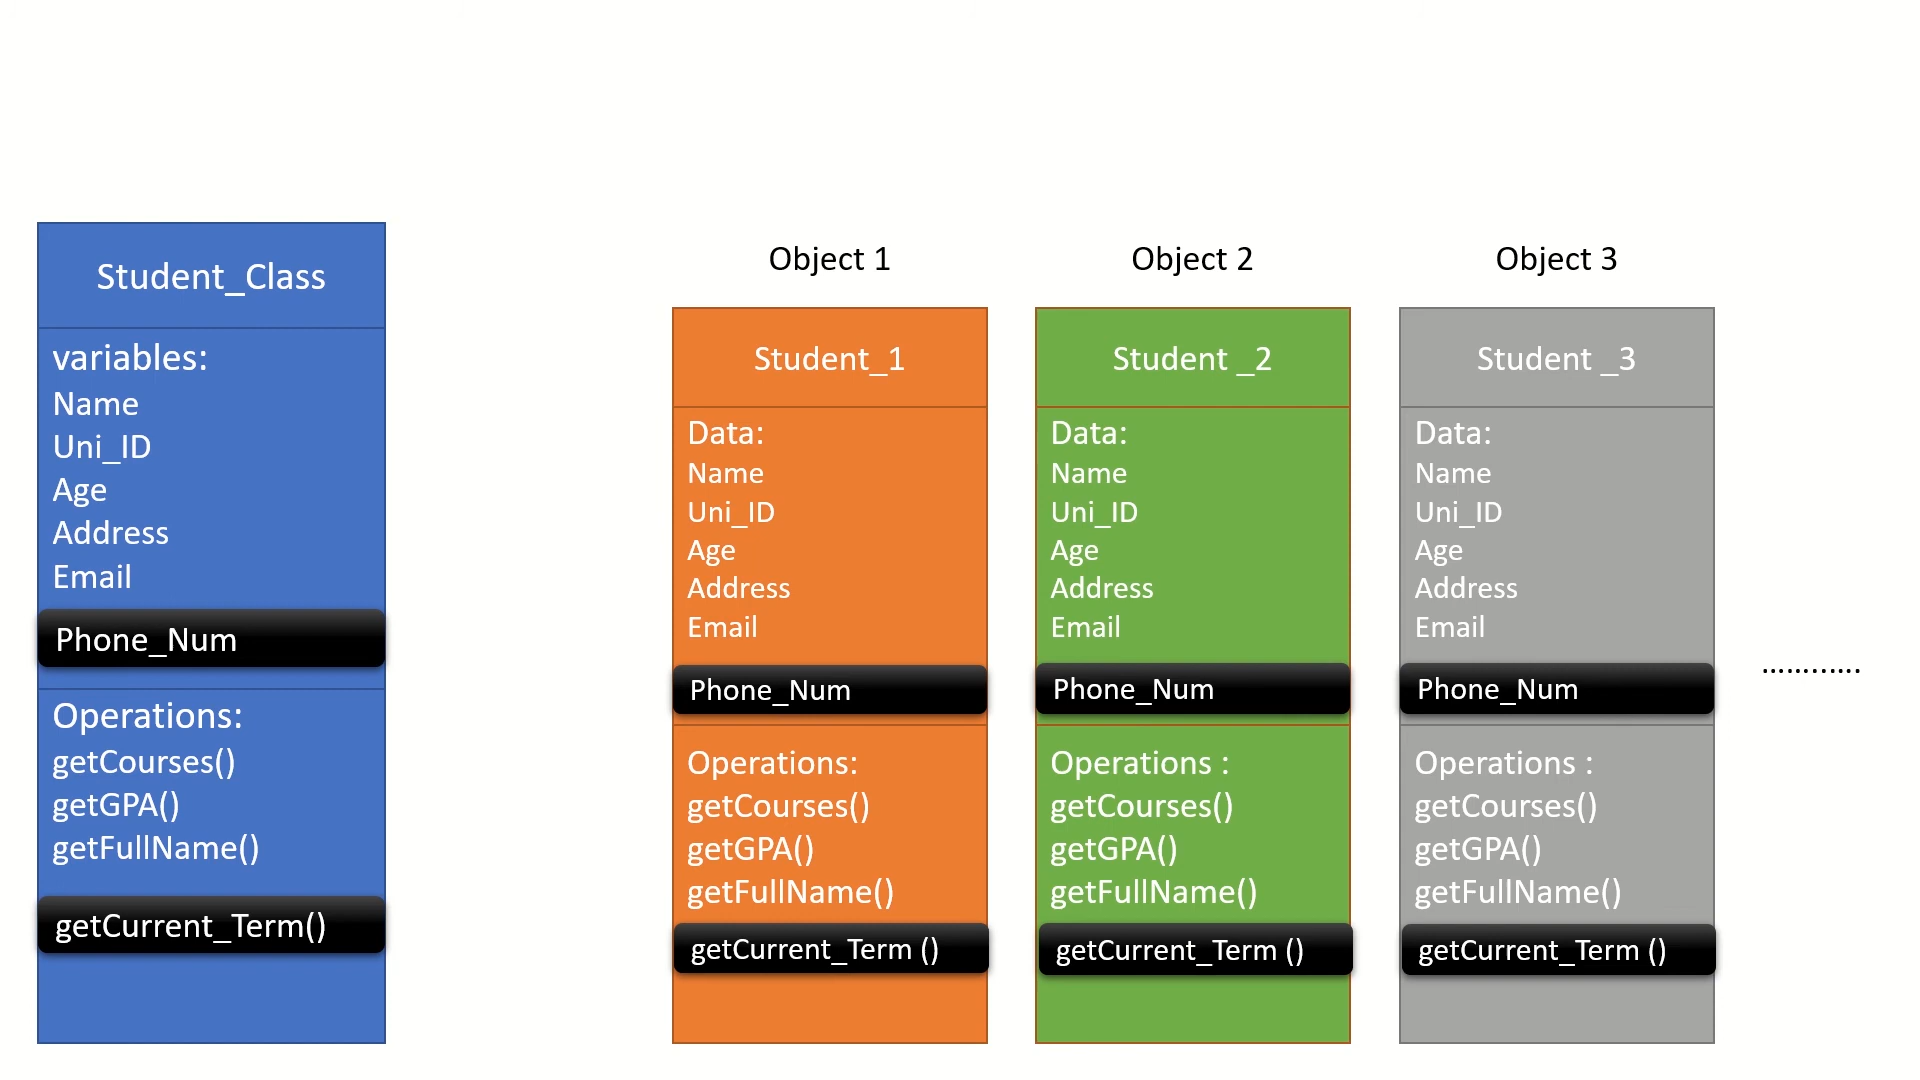 Student_Class
variables:
Name
Uni_ID
Age
Address
Email
Phone_Num
Operations:
getCourses()
getGPA()
getFullName()
getCurrent_Term()
Object 1
Student_1
Data:
Name
Uni_ID
Age
Address
Email
Phone_Num
Operations:
getCourses()
getGPA()
getFullName()
getCurrent_Term ()
Object 2
Student _2
Data:
Name
Uni_ID
Age
Address
Email
Phone_Num
Operations :
getCourses()
getGPA()
getFullName()
getCurrent_Term ()
Object 3
Student _3
Data:
Name
Uni_ID
Age
Address
Email
Phone_Num
Operations :
getCourses()
getGPA()
getFullName()
getCurrent_Term ()
............